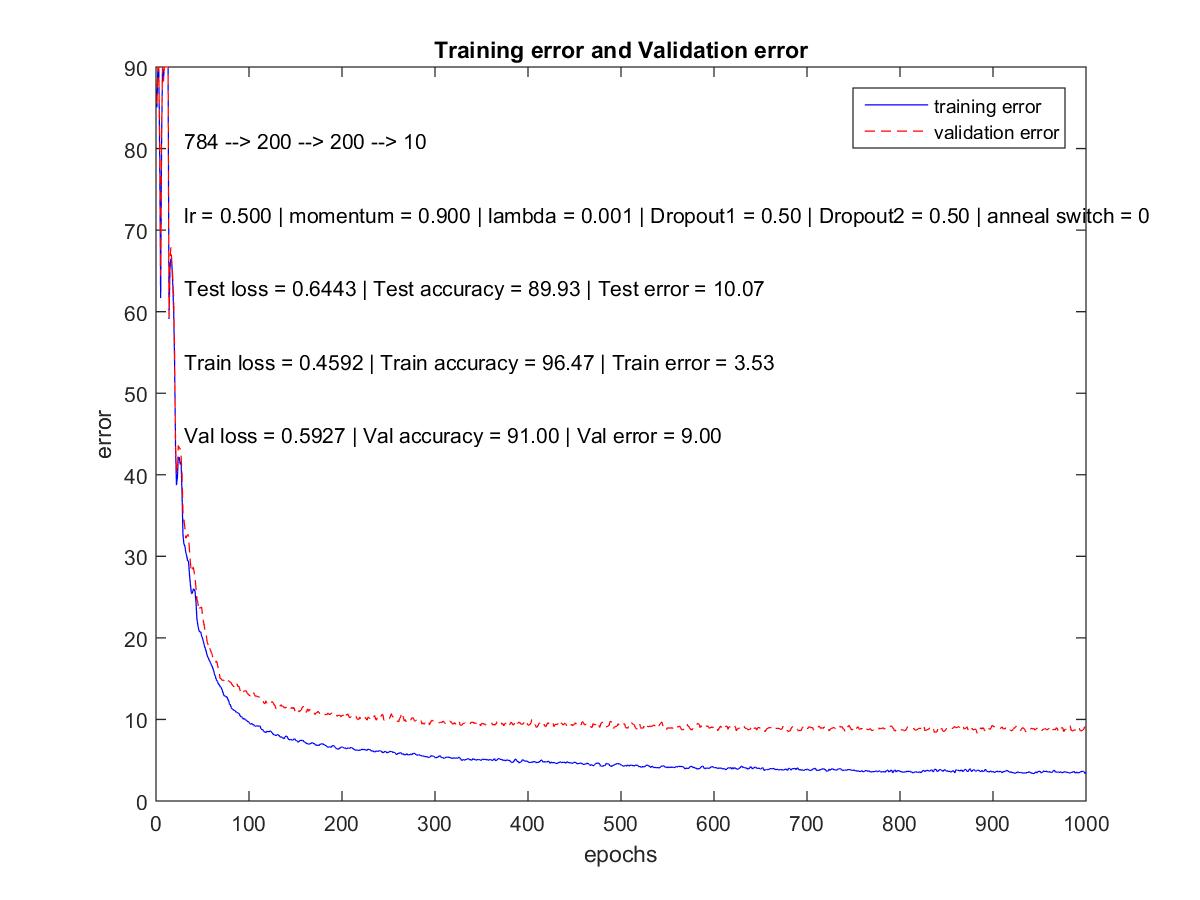 Training error and Validation error
training error
validation error
784 --> 200 --> 200 --> 10
lr = 0.500 | momentum = 0.900 | lambda = 0.001 | Dropout1 = 0.50 | Dropout2 = 0.50 | anneal switch = 0
Test loss = 0.6443 | Test accuracy = 89.93 | Test error = 10.07
Train loss = 0.4592 | Train accuracy = 96.47 | Train error = 3.53
Val loss = 0.5927 | Val accuracy = 91.00 | Val error = 9.00
error
90
80
70
60
50
40
30
20
10
0
0 100 200 300 400 500 600 700 800 900 1000
epochs